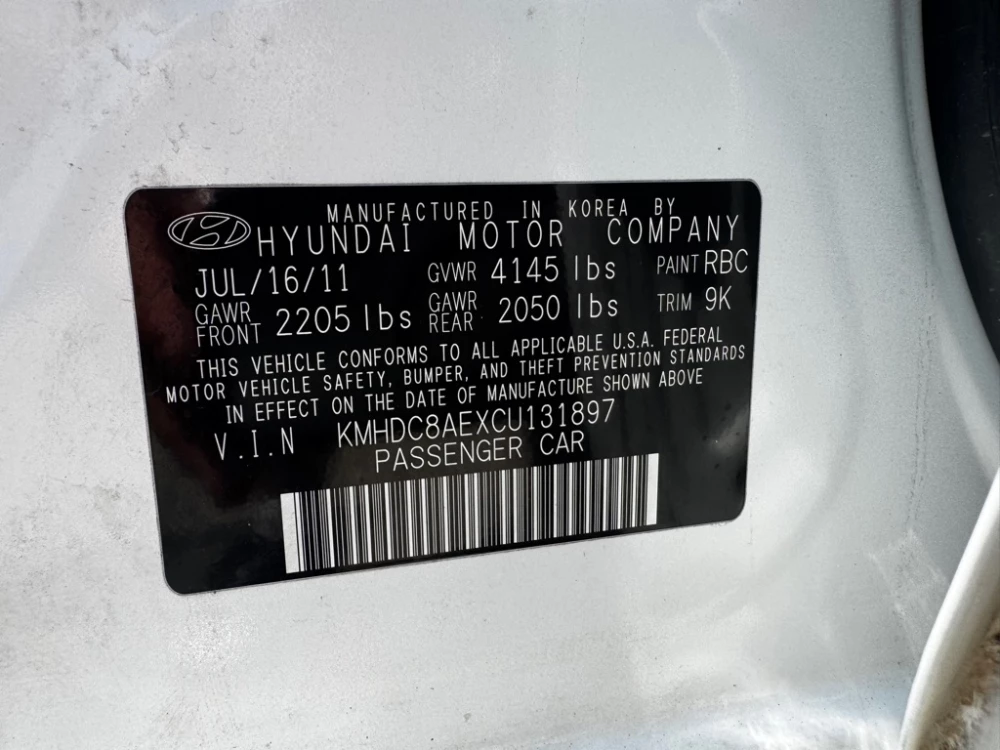 MANUFACTURED IN KOREA BY
HYUNDAI MOTOR COMPANY
JUL/16/11 GVWR 4145 lbs PAINT RBC
GAWR FRONT 2205 lbs GAWR REAR 2050 lbs TRIM 9K
THIS VEHICLE CONFORMS TO ALL APPLICABLE U.S.A. FEDERAL
MOTOR VEHICLE SAFETY, BUMPER, AND THEFT PREVENTION STANDARDS
IN EFFECT ON THE DATE OF MANUFACTURE SHOWN ABOVE
V.I.N KMHDC8AEXCU131897
PASSENGER CAR